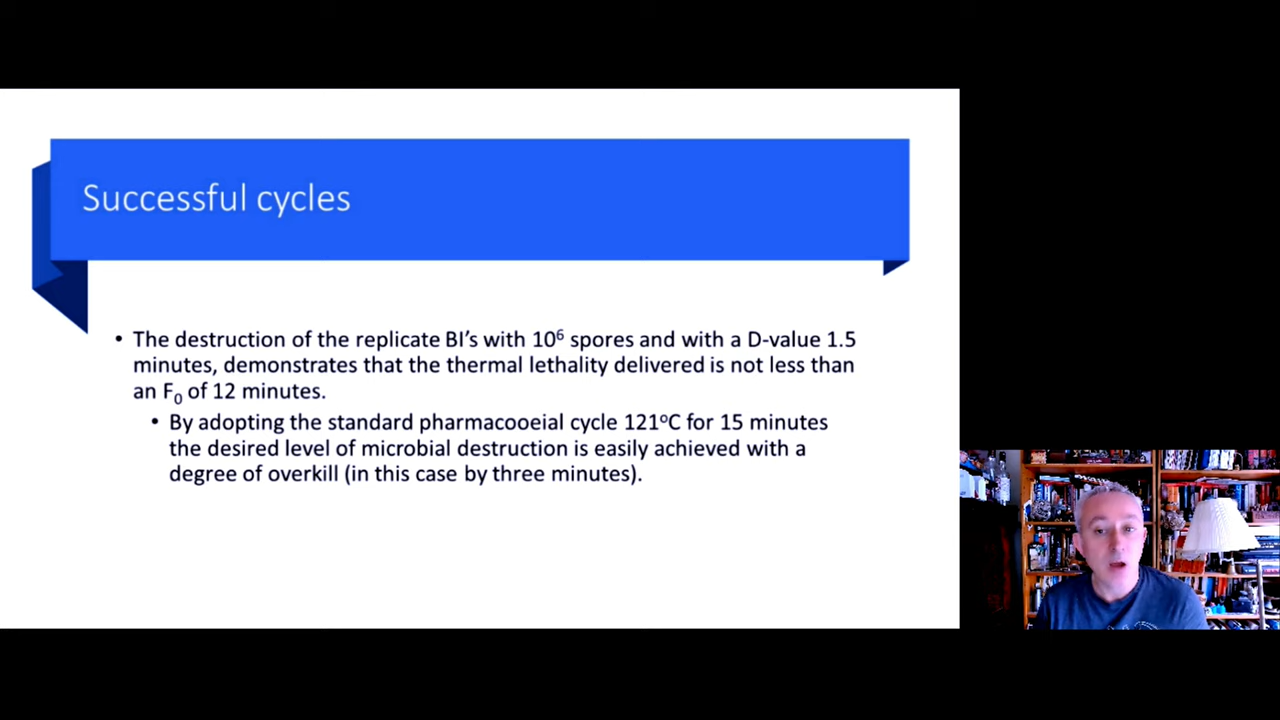 Successful cycles
• The destruction of the replicate BI's with 10⁶ spores and with a D-value 1.5
minutes, demonstrates that the thermal lethality delivered is not less than
an F₀ of 12 minutes.
• By adopting the standard pharmacooeial cycle 121ºC for 15 minutes
the desired level of microbial destruction is easily achieved with a
degree of overkill (in this case by three minutes).